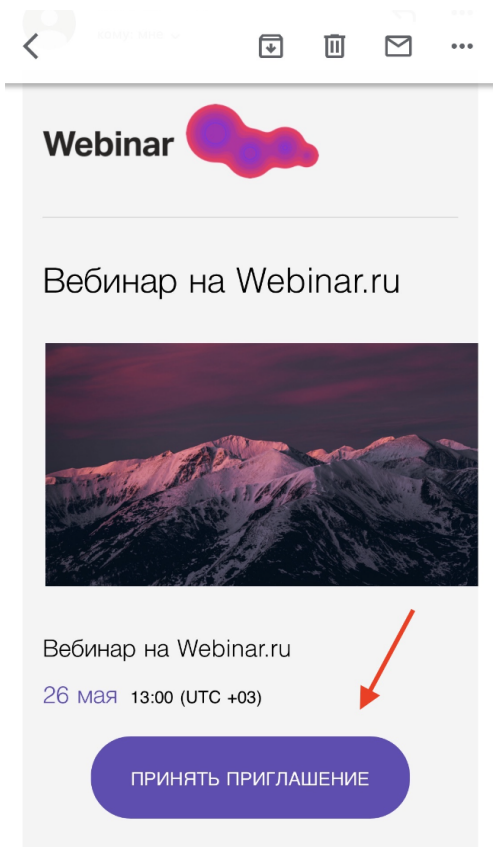 Webinar
Вебинар на Webinar.ru
Вебинар на Webinar.ru
26 мая 13:00 (UTC +03)
ПРИНЯТЬ ПРИГЛАШЕНИЕ